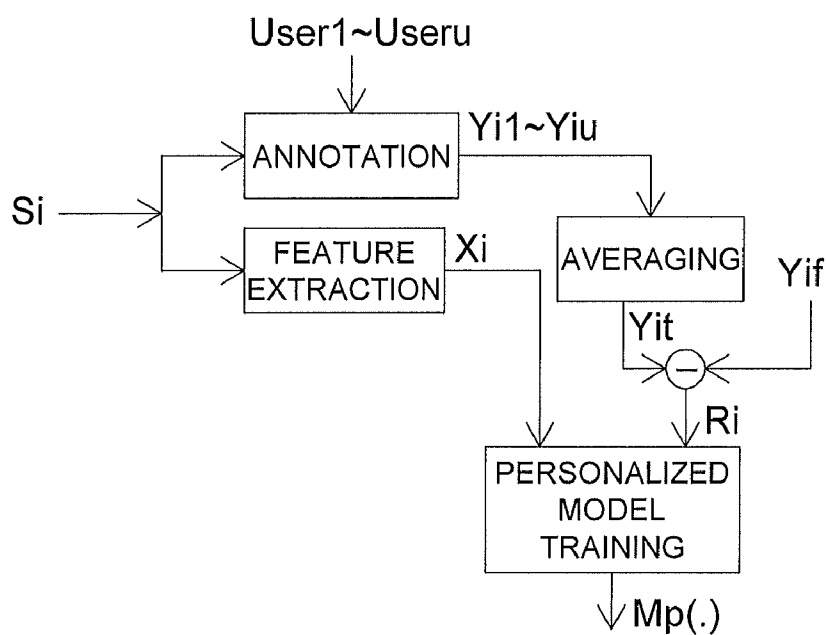 User1~Useru
ANNOTATION
Yi1~Yiu
Si
FEATURE
EXTRACTION
Xi
AVERAGING
Yif
Yit
−
Ri
PERSONALIZED
MODEL
TRAINING
Mp(.)